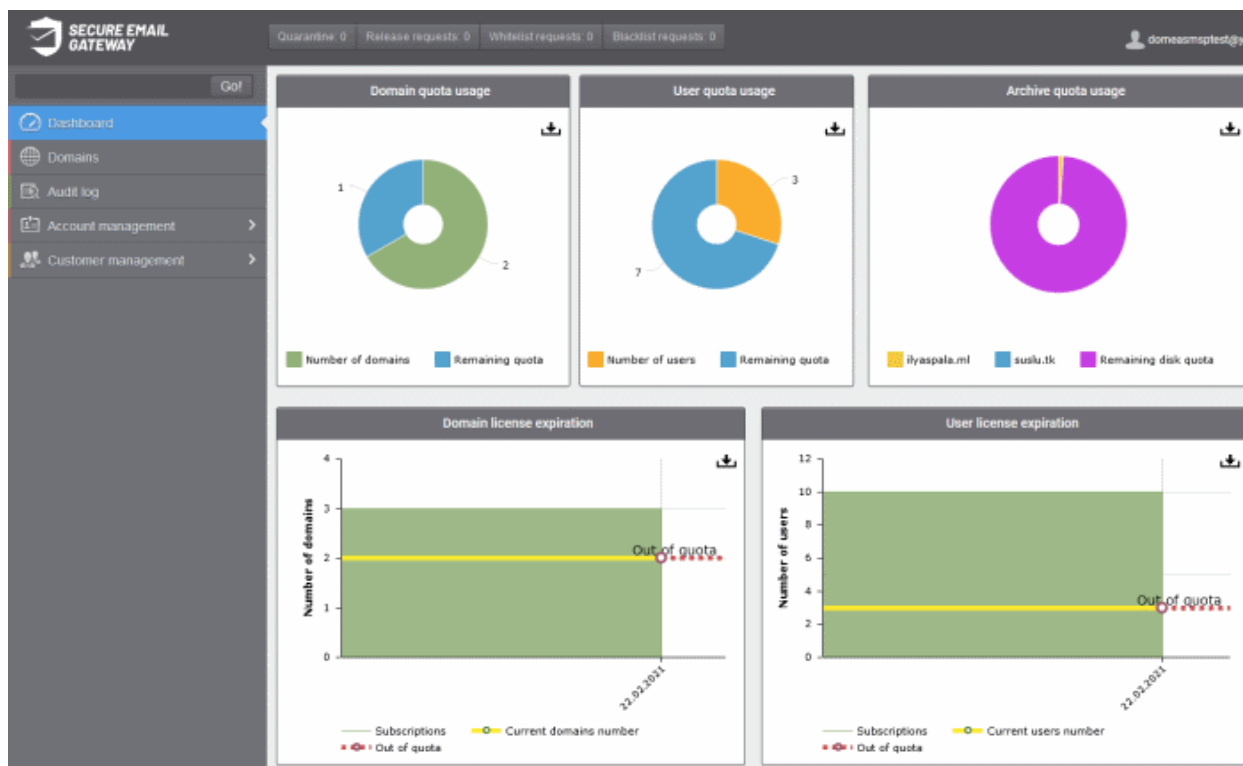 SECURE EMAIL
GATEWAY
Quarantine: 0 Release requests: 0 Whitelist requests: 0 Blacklist requests: 0
Go!
Dashboard
Domains
Audit log
Account management
Customer management
Domain quota usage
1
2
Number of domains Remaining quota
User quota usage
3
7
Number of users Remaining quota
Archive quota usage
ilyaspala.ml suslu.tk Remaining disk quota
Domain license expiration
Number of domains
4
3
2
1
0
Out of quota
22.02.2021
Subscriptions Current domains number
Out of quota
User license expiration
Number of users
12
10
8
6
4
2
0
Out of quota
22.02.2021
Subscriptions Current users number
Out of quota